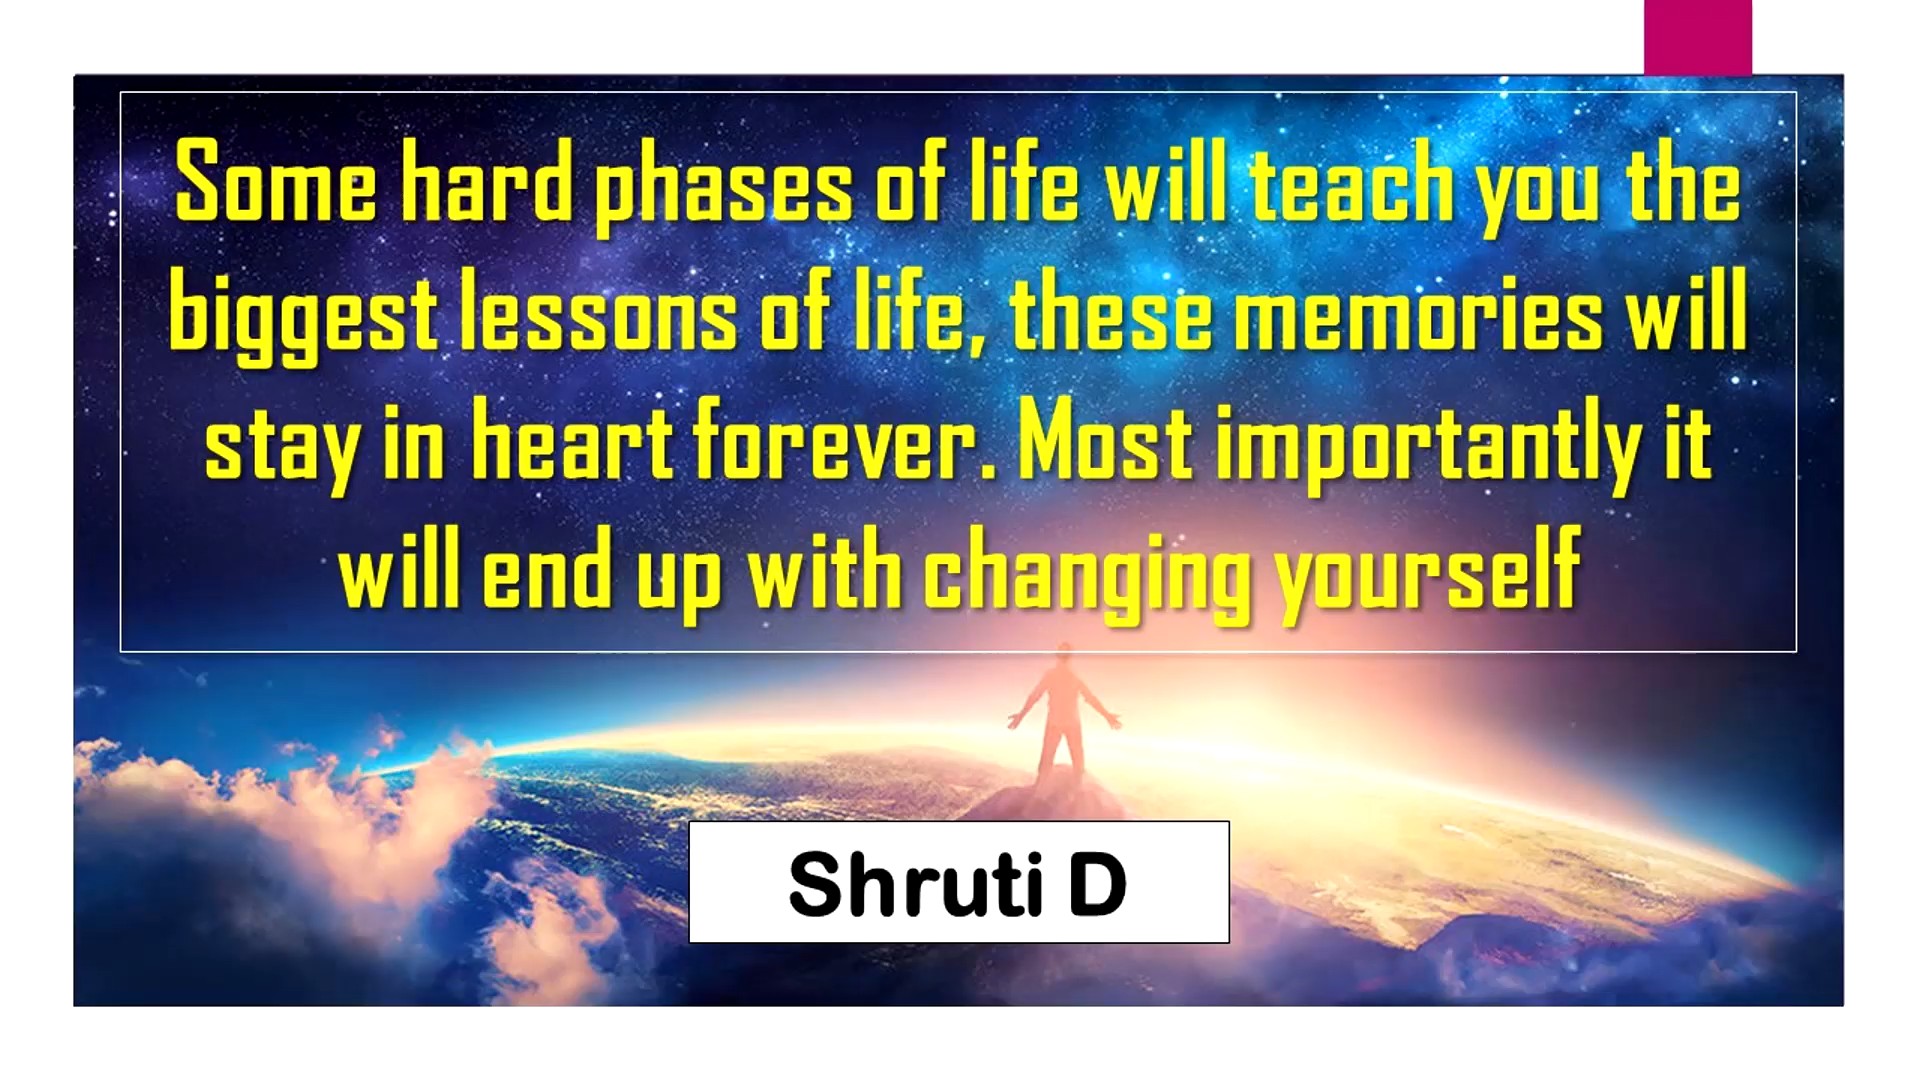 Some hard phases of life will teach you the
biggest lessons of life, these memories will
stay in heart forever. Most importantly it
will end up with changing yourself
Shruti D